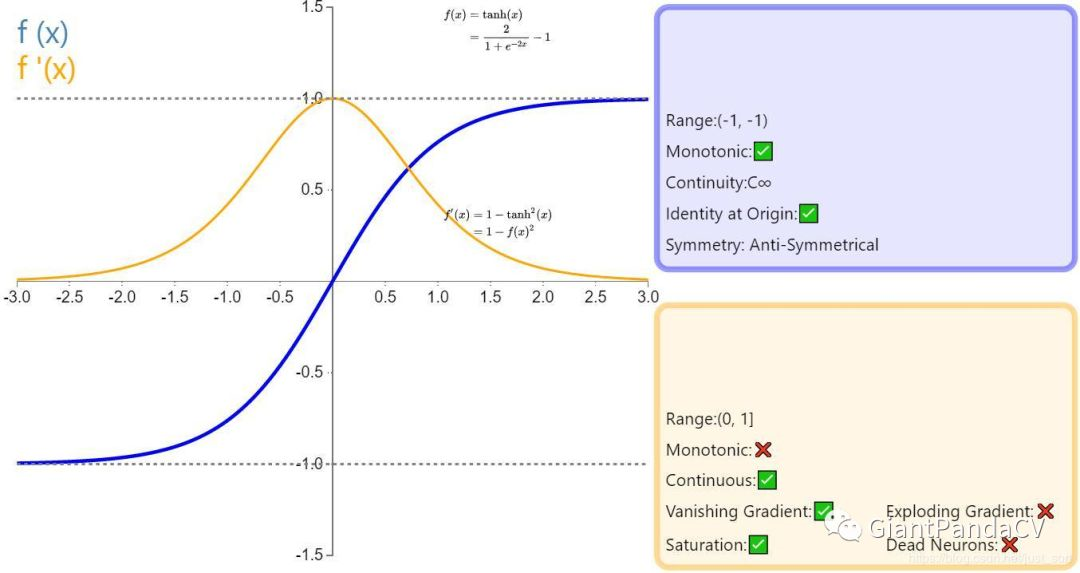 f (x)
f '(x)
f(x) = tanh(x)
= 2 / (1 + e^{-2x}) − 1
f′(x) = 1 − tanh²(x)
= 1 − f(x)²
1.5
1.0
0.5
-3.0 -2.5 -2.0 -1.5 -1.0 -0.5 0.5 1.0 1.5 2.0 2.5 3.0
-0.5
-1.0
-1.5
Range:(-1, -1)
Monotonic:✅
Continuity:C∞
Identity at Origin:✅
Symmetry: Anti-Symmetrical
Range:(0, 1]
Monotonic:❌
Continuous:✅
Vanishing Gradient:✅ Exploding Gradient:❌
Saturation:✅ Dead Neurons:❌
GiantPandaCV